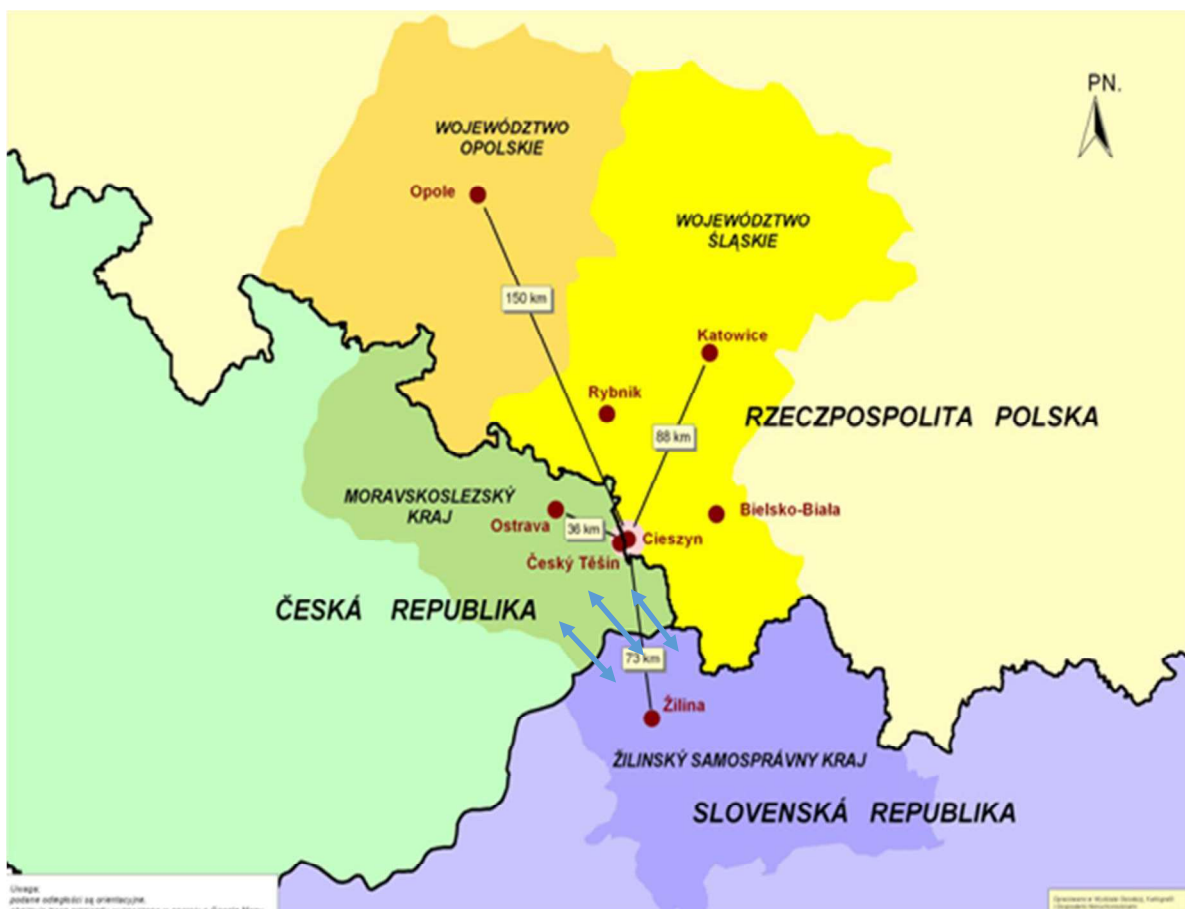 PN.
WOJEWÓDZTWO
OPOLSKIE
Opole
WOJEWÓDZTWO
ŚLĄSKIE
150 km
Katowice
Rybnik
RZECZPOSPOLITA POLSKA
88 km
MORAVSKOSLEZSKÝ
KRAJ
Ostrava
36 km
Bielsko-Biała
Cieszyn
Český Těšín
ČESKÁ REPUBLIKA
73 km
Žilina
ŽILINSKÝ SAMOSPRÁVNY KRAJ
SLOVENSKÁ REPUBLIKA
Uwaga:
podane odległości są orientacyjne,